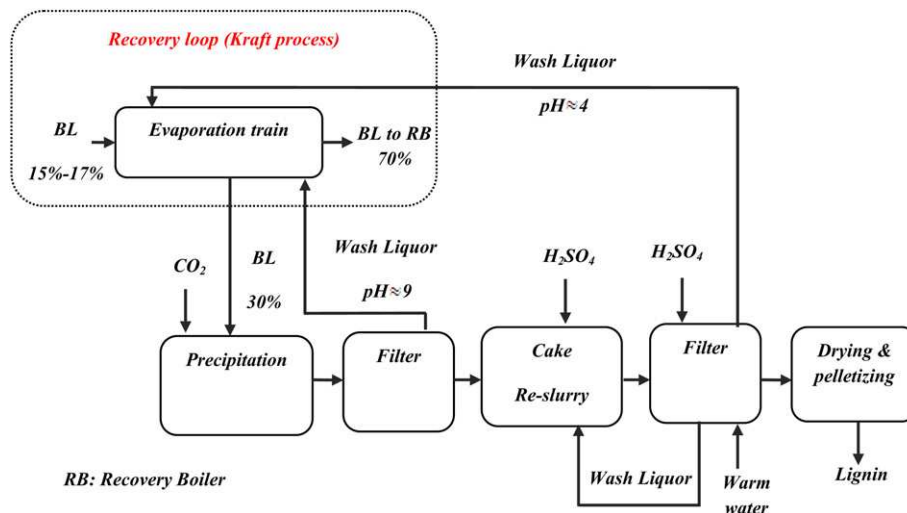 Recovery loop (Kraft process)
Wash Liquor
pH≈4
BL
15%-17%
Evaporation train
BL to RB
70%
Wash Liquor
pH≈9
CO₂
BL
30%
H₂SO₄
H₂SO₄
Precipitation
Filter
Cake
Re-slurry
Filter
Drying &
pelletizing
RB: Recovery Boiler
Wash Liquor
Warm
water
Lignin